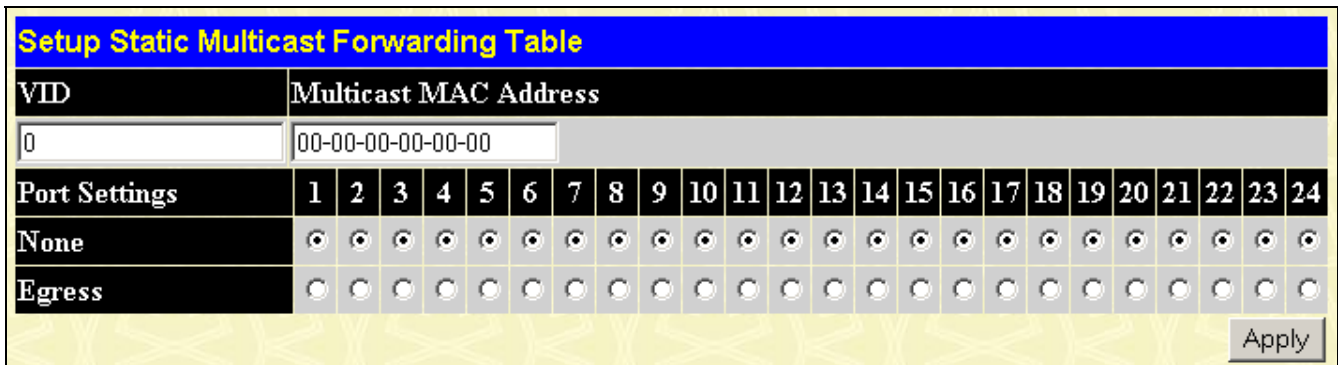 Setup Static Multicast Forwarding Table
VID Multicast MAC Address
0 00-00-00-00-00-00
Port Settings 1 2 3 4 5 6 7 8 9 10 11 12 13 14 15 16 17 18 19 20 21 22 23 24
None
Egress
Apply